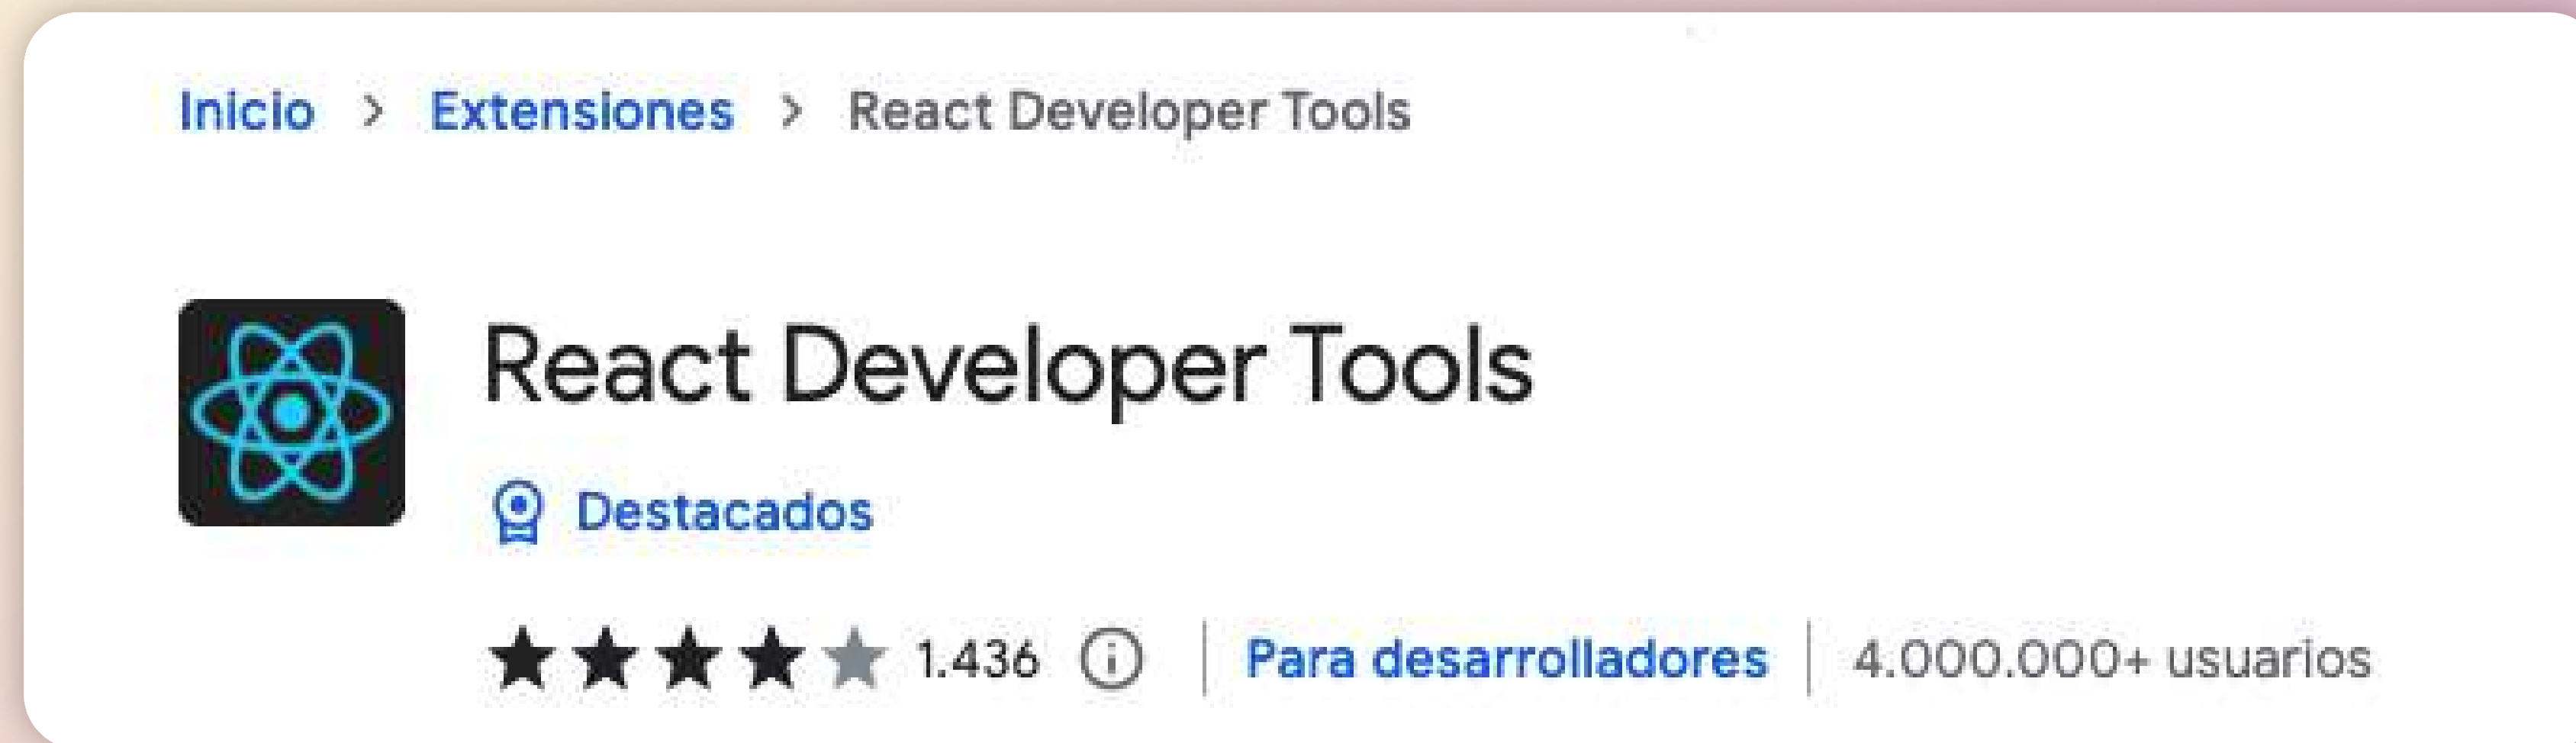 Inicio > Extensiones > React Developer Tools
React Developer Tools
Destacados
1.436 | Para desarrolladores | 4.000.000+ usuarios